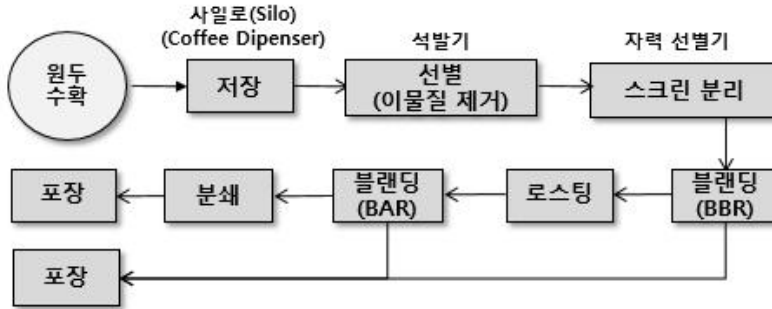 사일로(Silo)
(Coffee Dipenser)
석발기
자력 선별기
원두
수확
저장
선별
(이물질 제거)
스크린 분리
포장
분쇄
블랜딩
(BAR)
로스팅
블랜딩
(BBR)
포장